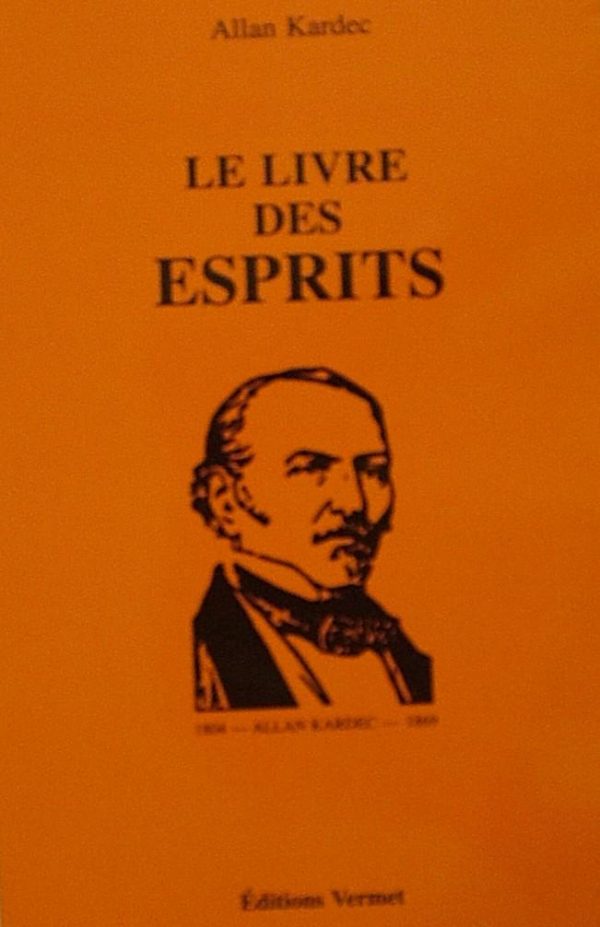 Allan Kardec
LE LIVRE
DES
ESPRITS
1804 — ALLAN KARDEC — 1869
Éditions Vermet